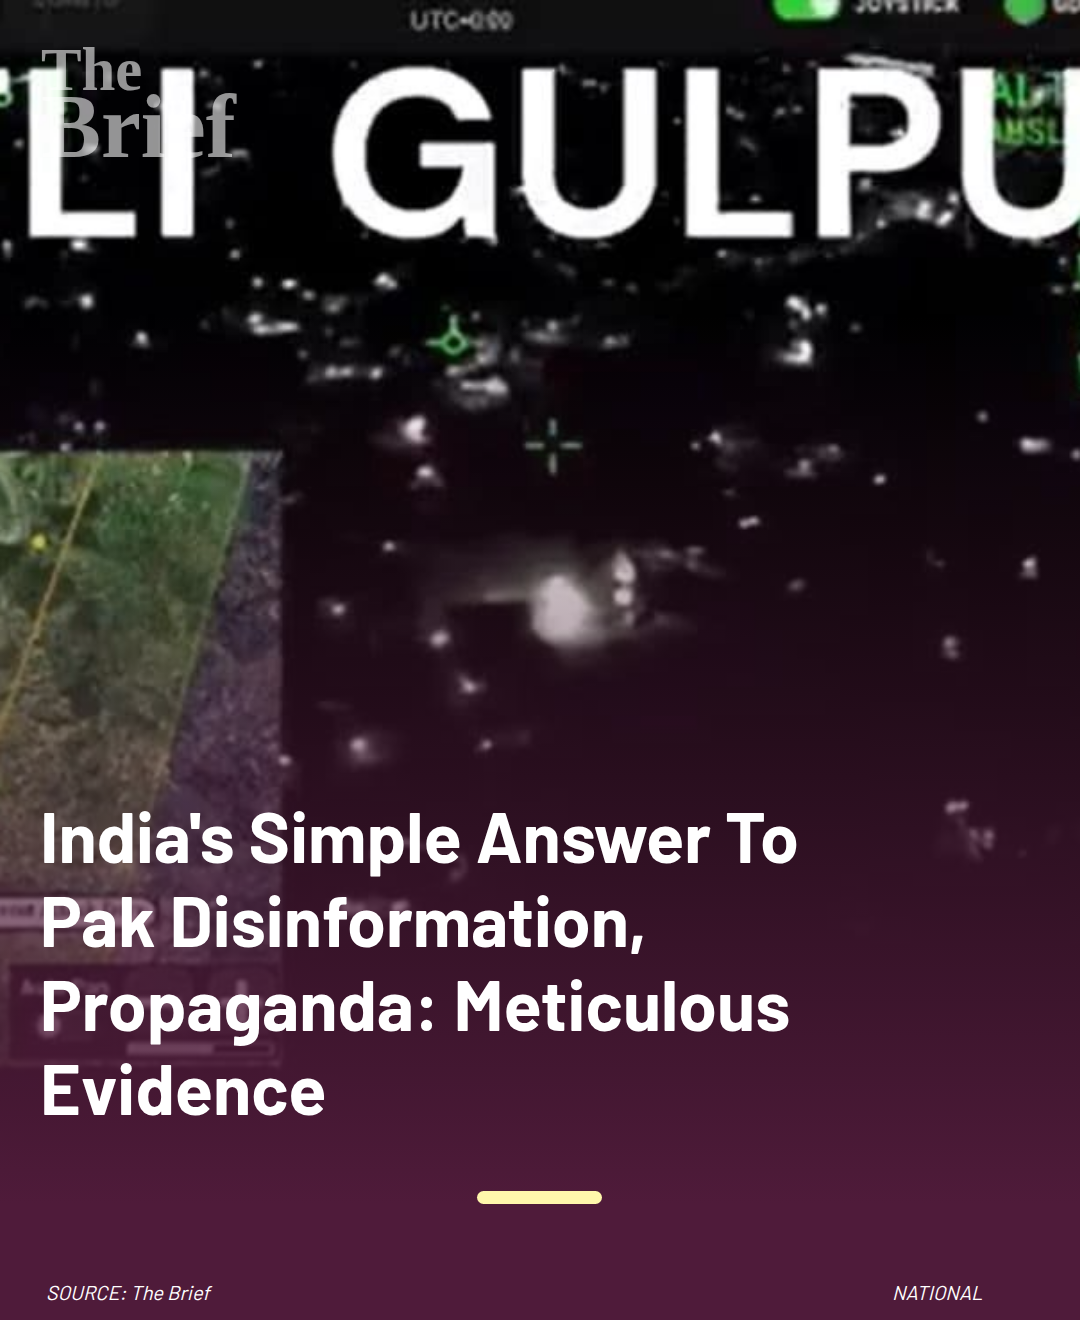 UTC+0:00
JOYSTICK
The
Brief
LI GULPU
ALT
AMSL
India's Simple Answer To
Pak Disinformation,
Propaganda: Meticulous
Evidence
SOURCE: The Brief
NATIONAL